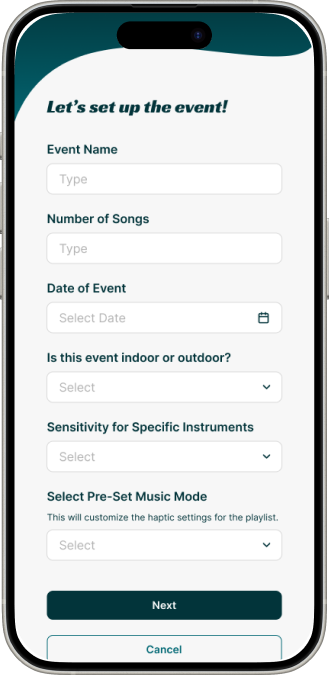 Let's set up the event!
Event Name
Type
Number of Songs
Type
Date of Event
Select Date
Is this event indoor or outdoor?
Select
Sensitivity for Specific Instruments
Select
Select Pre-Set Music Mode
This will customize the haptic settings for the playlist.
Select
Next
Cancel